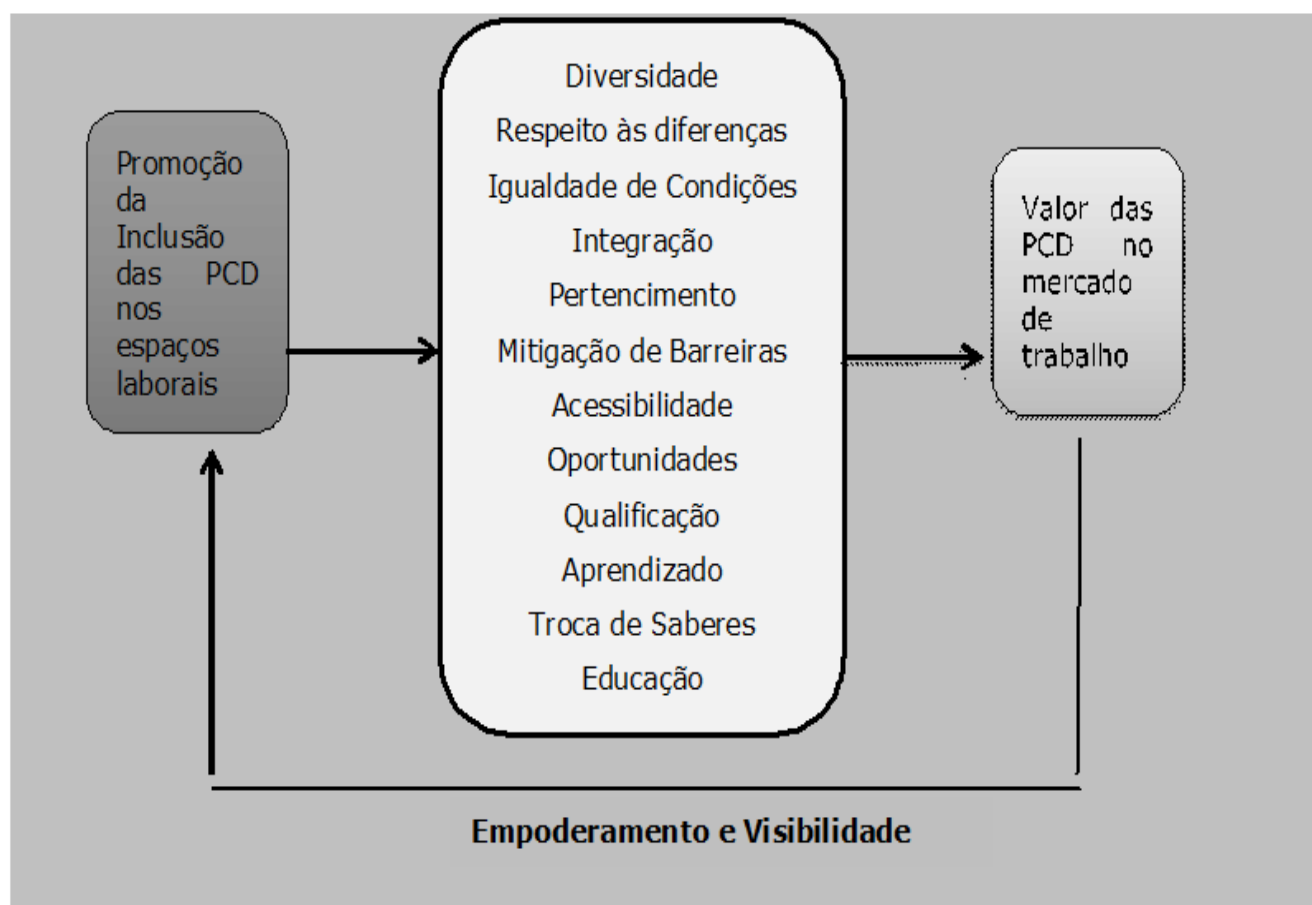 Promoção
da
Inclusão
das PCD
nos
espaços
laborais
Diversidade
Respeito às diferenças
Igualdade de Condições
Integração
Pertencimento
Mitigação de Barreiras
Acessibilidade
Oportunidades
Qualificação
Aprendizado
Troca de Saberes
Educação
Valor das
PCD no
mercado
de
trabalho
Empoderamento e Visibilidade